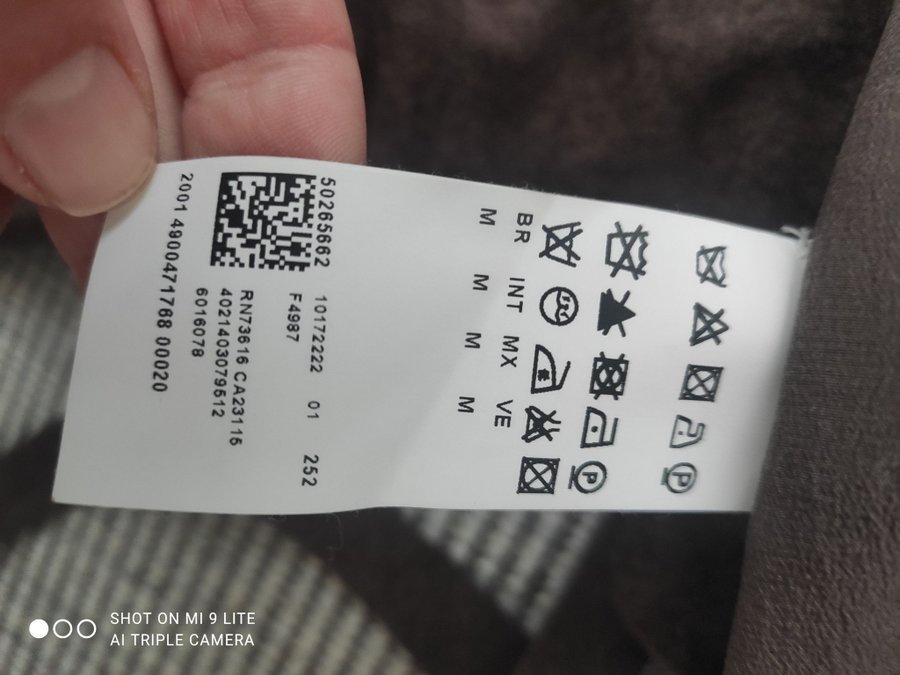 BR INT MX VE
M M M M
50265662 10172222 01 252
F4987
RN73616 CA23116
4021403079512
6016078
2001 4900471768 00020
SHOT ON MI 9 LITE
AI TRIPLE CAMERA